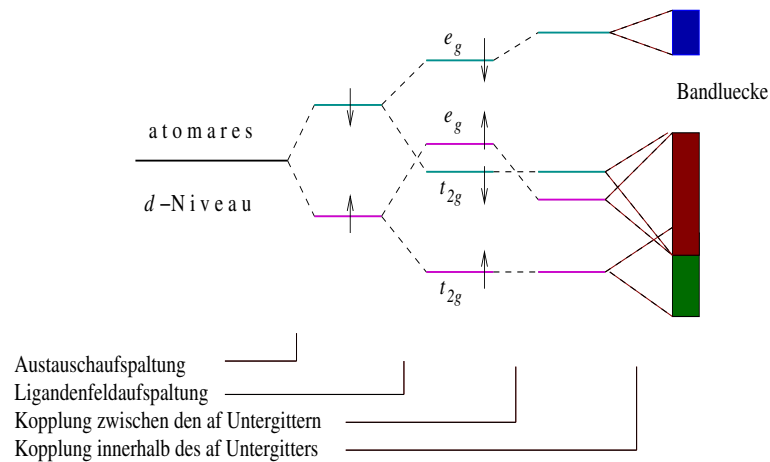 e_g
Bandluecke
e_g
atomares
d-Niveau
t_2g
t_2g
Austauschaufspaltung
Ligandenfeldaufspaltung
Kopplung zwischen den af Untergittern
Kopplung innerhalb des af Untergitters